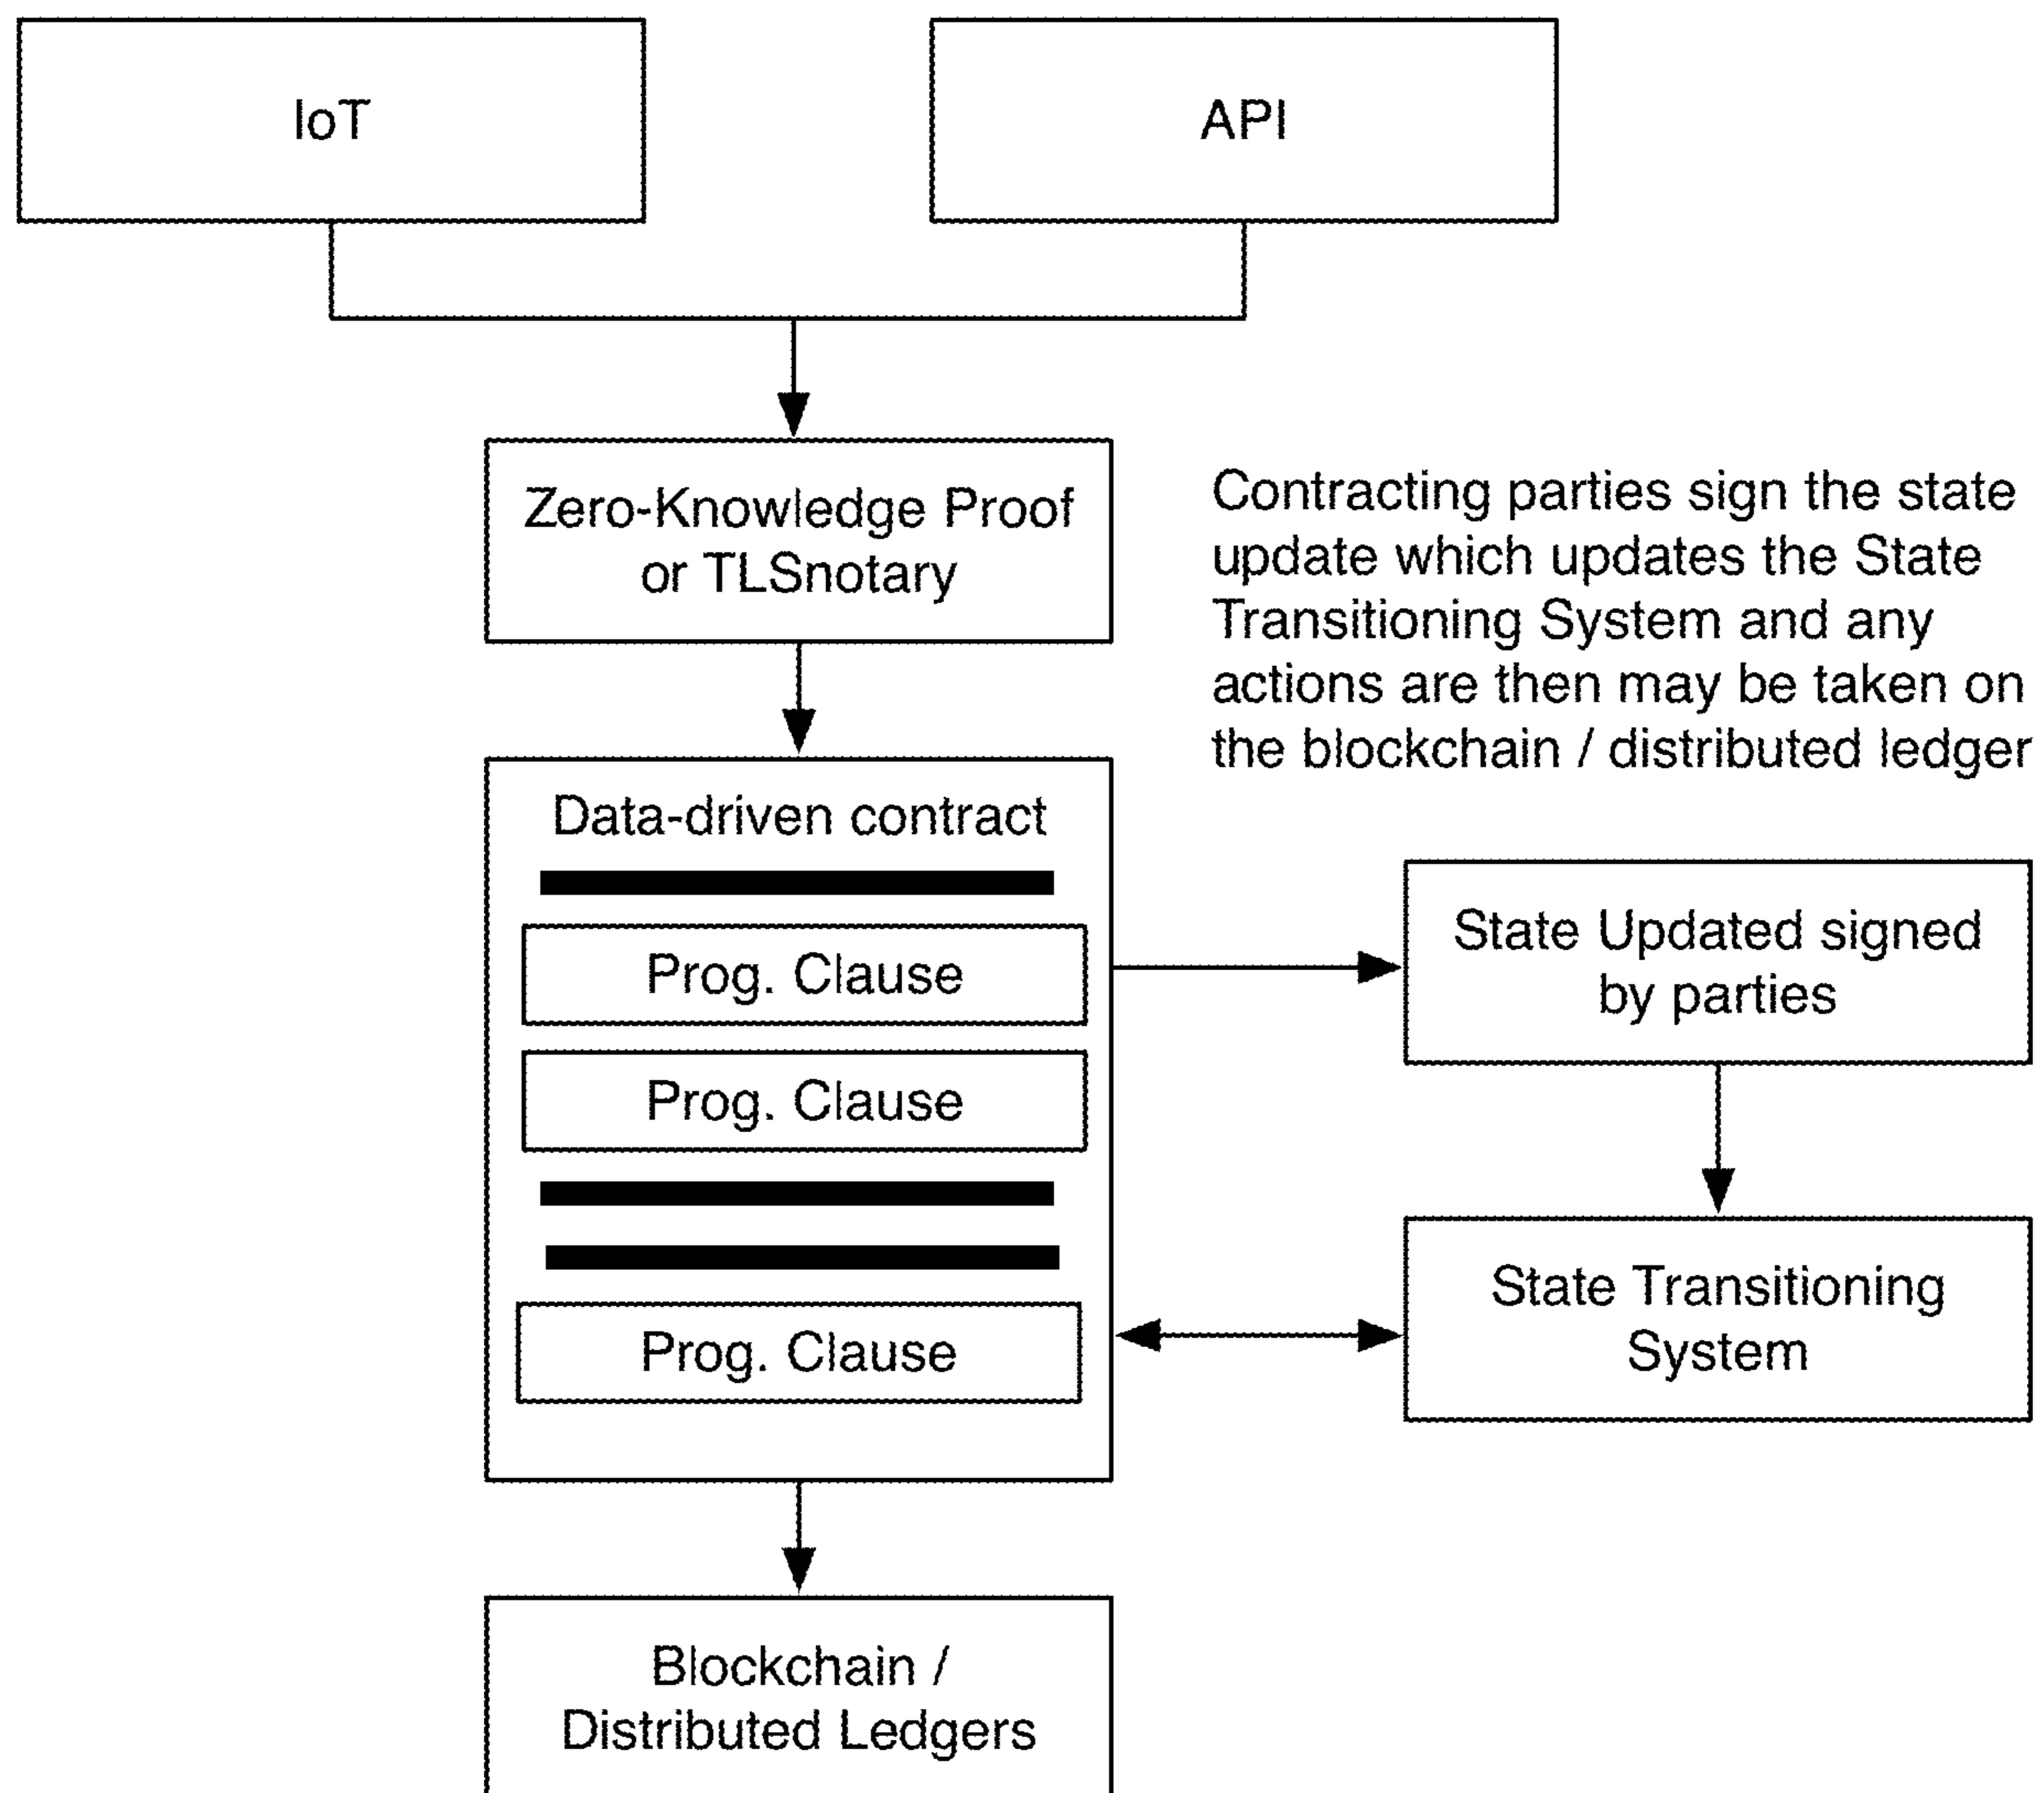 IoT
API
Zero-Knowledge Proof
or TLSnotary
Contracting parties sign the state
update which updates the State
Transitioning System and any
actions are then may be taken on
the blockchain / distributed ledger
Data-driven contract
Prog. Clause
Prog. Clause
Prog. Clause
State Updated signed
by parties
State Transitioning
System
Blockchain /
Distributed Ledgers